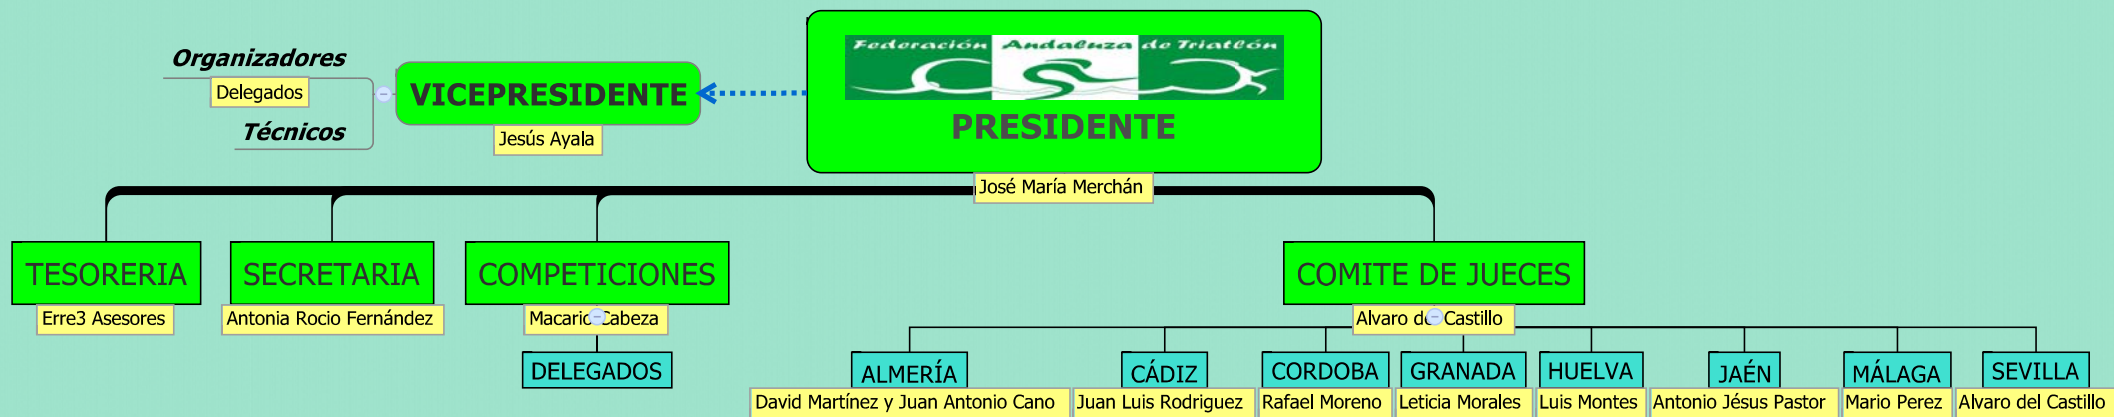 Federación Andaluza de Triatlón
PRESIDENTE
José María Merchán
VICEPRESIDENTE
Jesús Ayala
Organizadores
Delegados
Técnicos
TESORERIA
Erre3 Asesores
SECRETARIA
Antonia Rocio Fernández
COMPETICIONES
Macario Cabeza
DELEGADOS
COMITE DE JUECES
Alvaro del Castillo
ALMERÍA
David Martínez y Juan Antonio Cano
CÁDIZ
Juan Luis Rodriguez
CORDOBA
Rafael Moreno
GRANADA
Leticia Morales
HUELVA
Luis Montes
JAÉN
Antonio Jésus Pastor
MÁLAGA
Mario Perez
SEVILLA
Alvaro del Castillo